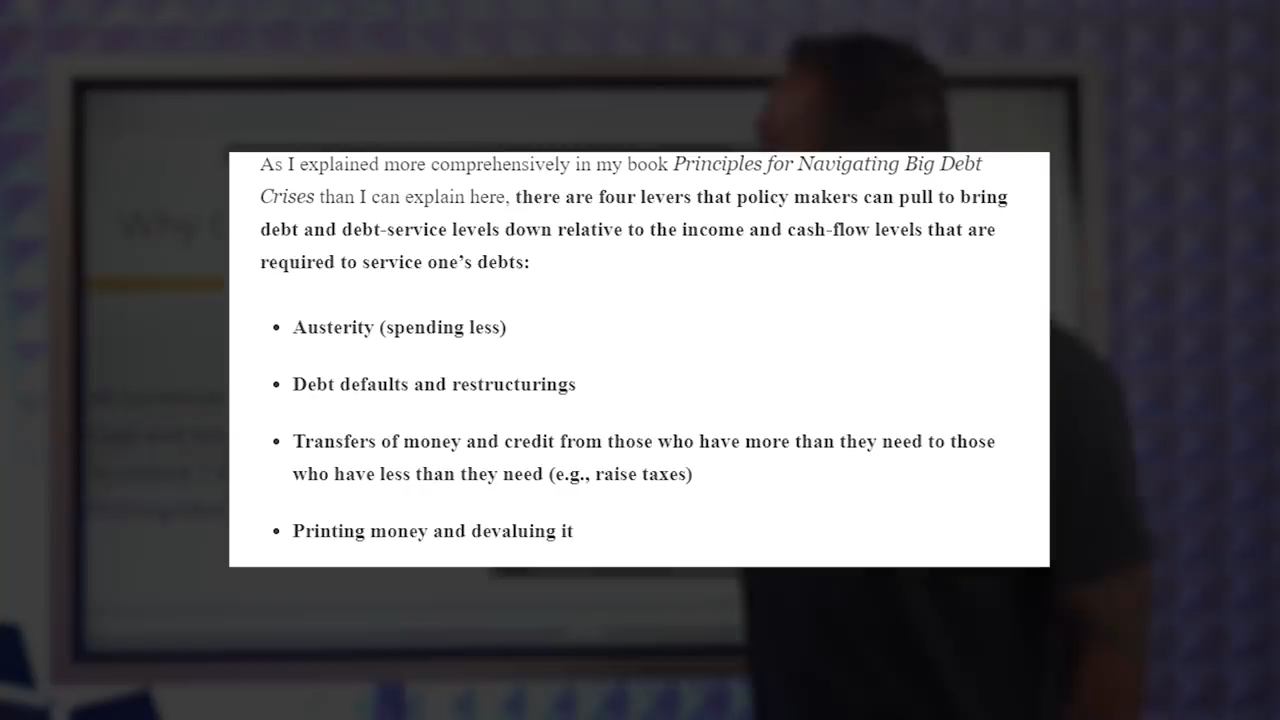 As I explained more comprehensively in my book Principles for Navigating Big Debt
Crises than I can explain here, there are four levers that policy makers can pull to bring
debt and debt-service levels down relative to the income and cash-flow levels that are
required to service one’s debts:
• Austerity (spending less)
• Debt defaults and restructurings
• Transfers of money and credit from those who have more than they need to those
who have less than they need (e.g., raise taxes)
• Printing money and devaluing it